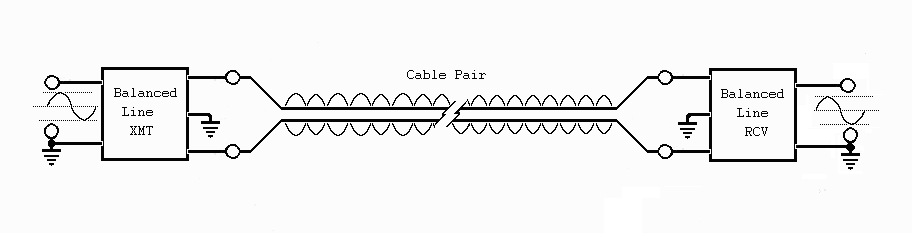 Cable Pair
Balanced
Line
XMT
Balanced
Line
RCV